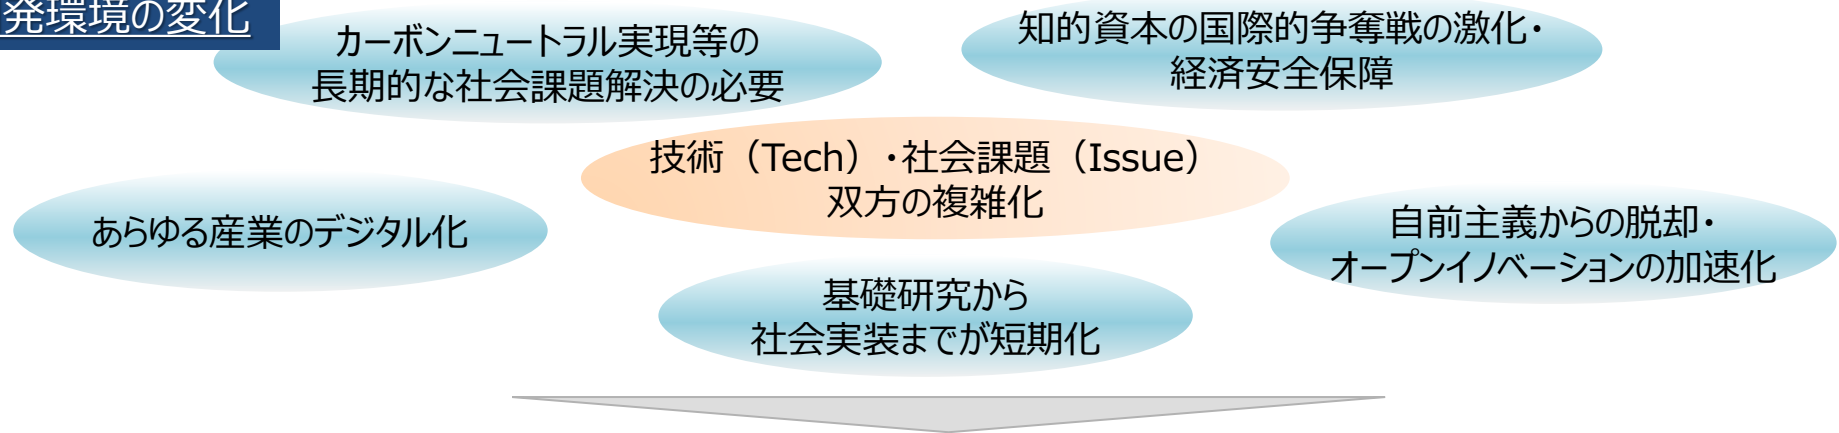 発環境の変化
カーボンニュートラル実現等の
長期的な社会課題解決の必要
知的資本の国際的争奪戦の激化・
経済安全保障
技術（Tech）・社会課題（Issue）
双方の複雑化
あらゆる産業のデジタル化
自前主義からの脱却・
オープンイノベーションの加速化
基礎研究から
社会実装までが短期化